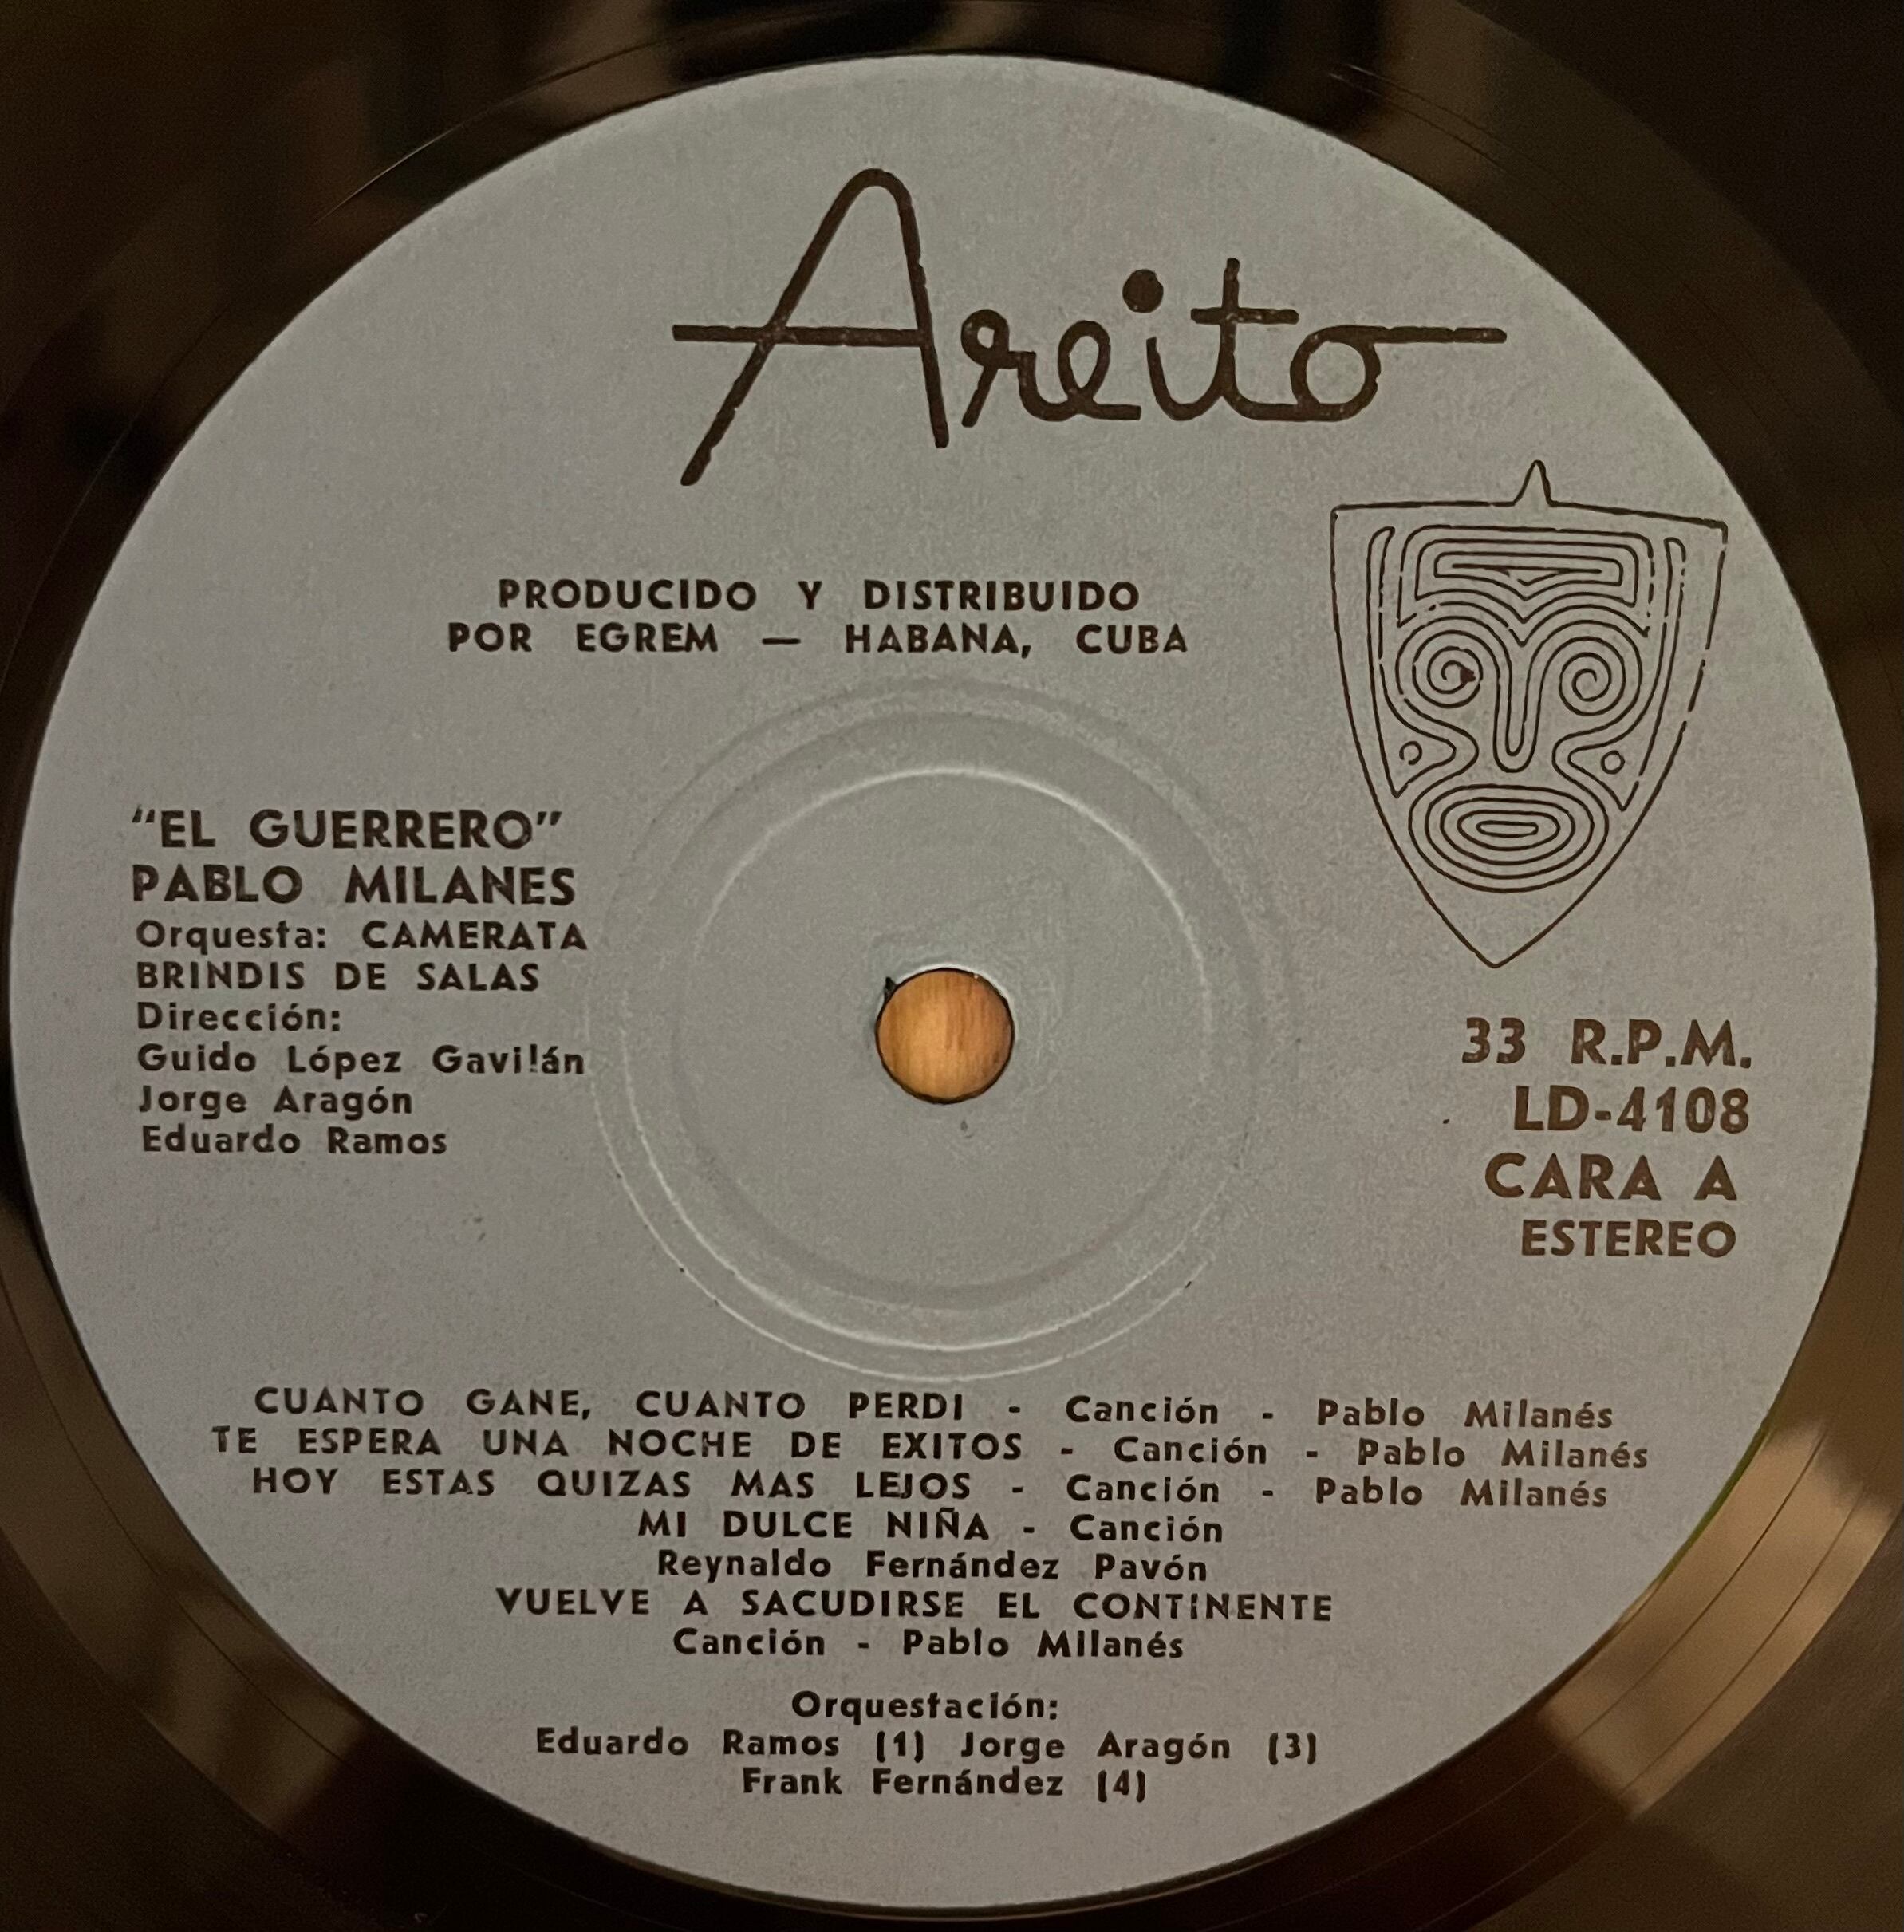 Areito
PRODUCIDO Y DISTRIBUIDO
POR EGREM — HABANA, CUBA
“EL GUERRERO”
PABLO MILANES
Orquesta: CAMERATA
BRINDIS DE SALAS
Dirección:
Guido López Gavilán
Jorge Aragón
Eduardo Ramos
33 R.P.M.
LD-4108
CARA A
ESTEREO
CUANTO GANE, CUANTO PERDI - Canción - Pablo Milanés
TE ESPERA UNA NOCHE DE EXITOS - Canción - Pablo Milanés
HOY ESTAS QUIZAS MAS LEJOS - Canción - Pablo Milanés
MI DULCE NIÑA - Canción
Reynaldo Fernández Pavón
VUELVE A SACUDIRSE EL CONTINENTE
Canción - Pablo Milanés
Orquestación:
Eduardo Ramos (1) Jorge Aragón (3)
Frank Fernández (4)